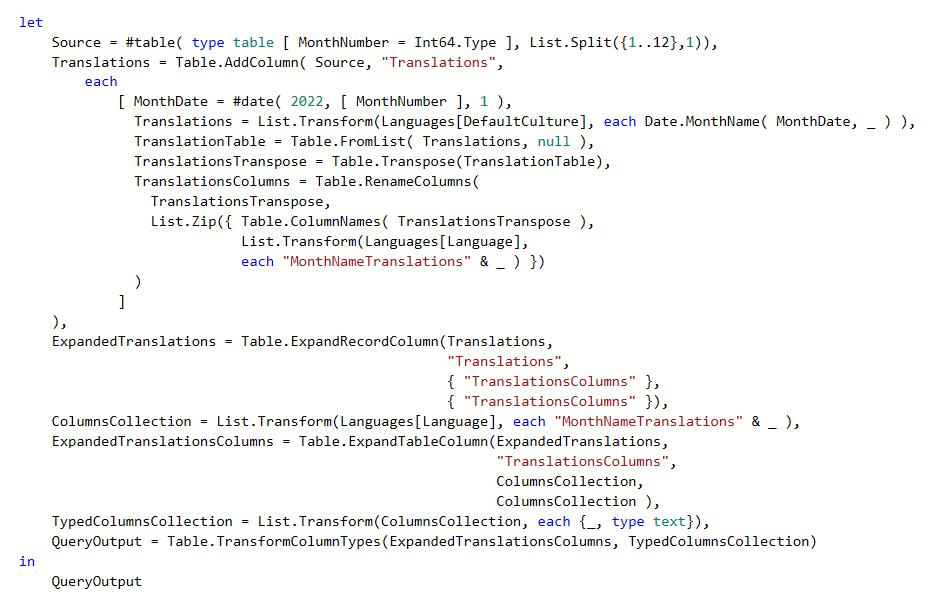 let
    Source = #table( type table [ MonthNumber = Int64.Type ], List.Split({1..12},1)),
    Translations = Table.AddColumn( Source, "Translations",
        each
            [ MonthDate = #date( 2022, [ MonthNumber ], 1 ),
              Translations = List.Transform(Languages[DefaultCulture], each Date.MonthName( MonthDate, _ ) ),
              TranslationTable = Table.FromList( Translations, null ),
              TranslationsTranspose = Table.Transpose(TranslationTable),
              TranslationsColumns = Table.RenameColumns(
                TranslationsTranspose,
                List.Zip({ Table.ColumnNames( TranslationsTranspose ),
                           List.Transform(Languages[Language],
                           each "MonthNameTranslations" & _ ) })
              )
            ]
    ),
    ExpandedTranslations = Table.ExpandRecordColumn(Translations,
                                                    "Translations",
                                                    { "TranslationsColumns" },
                                                    { "TranslationsColumns" }),
    ColumnsCollection = List.Transform(Languages[Language], each "MonthNameTranslations" & _ ),
    ExpandedTranslationsColumns = Table.ExpandTableColumn(ExpandedTranslations,
                                                          "TranslationsColumns",
                                                          ColumnsCollection,
                                                          ColumnsCollection ),
    TypedColumnsCollection = List.Transform(ColumnsCollection, each {_, type text}),
    QueryOutput = Table.TransformColumnTypes(ExpandedTranslationsColumns, TypedColumnsCollection)
in
    QueryOutput